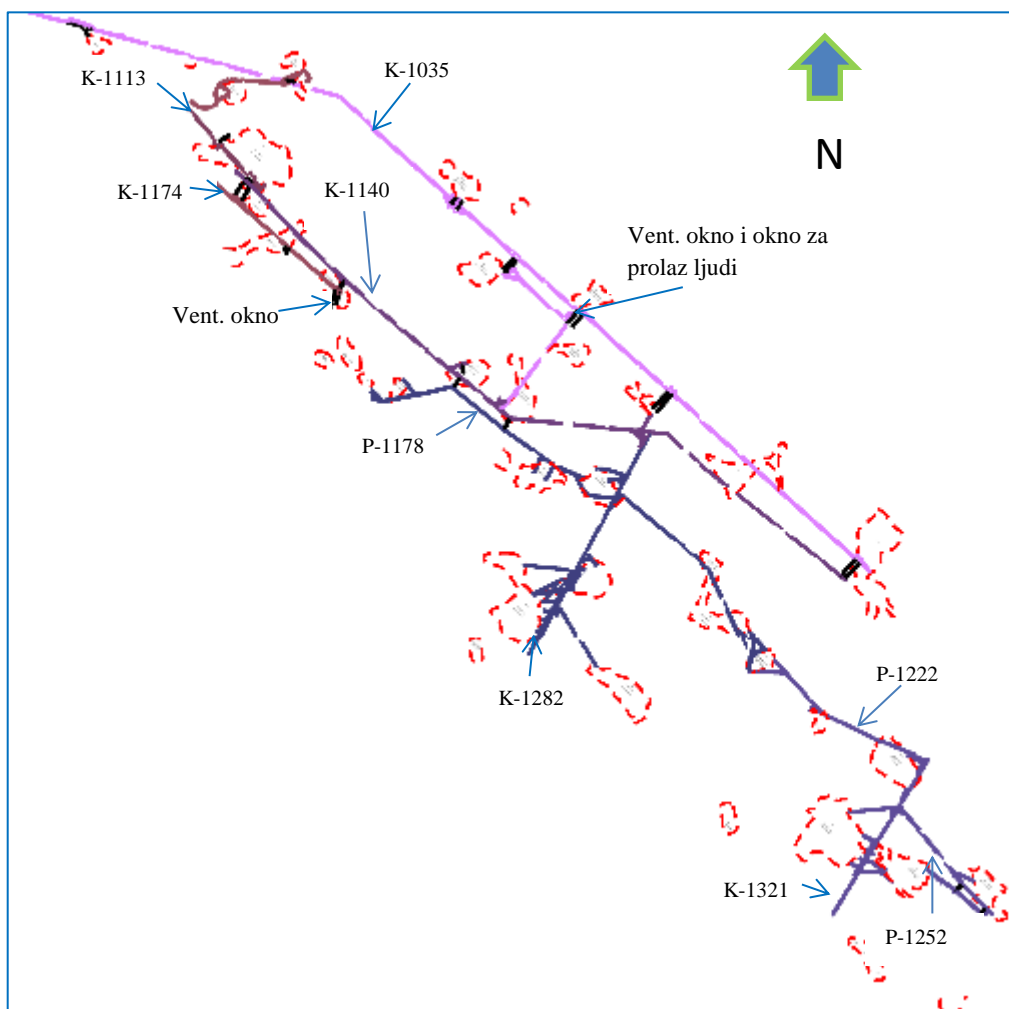 K-1113
K-1035
N
K-1174
K-1140
Vent. okno i okno za
prolaz ljudi
Vent. okno
P-1178
K-1282
P-1222
K-1321
P-1252